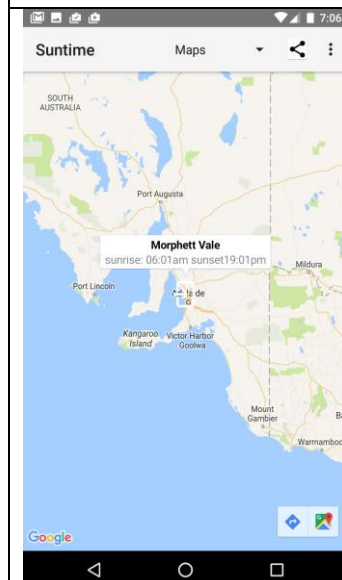 7:06
Suntime
Maps
SOUTH
AUSTRALIA
Port Augusta
Morphett Vale
sunrise: 06:01am sunset19:01pm
Mildura
Port Lincoln
Kangaroo
Island
Victor Harbor
- Goolwa
Mount
Gambier
Warrnambool
Google